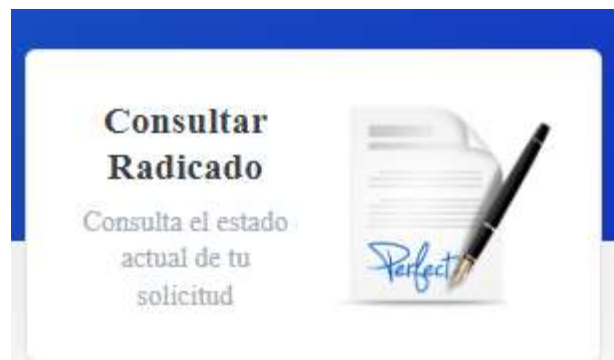 Consultar
Radicado
Consulta el estado
actual de tu
solicitud
Perfect